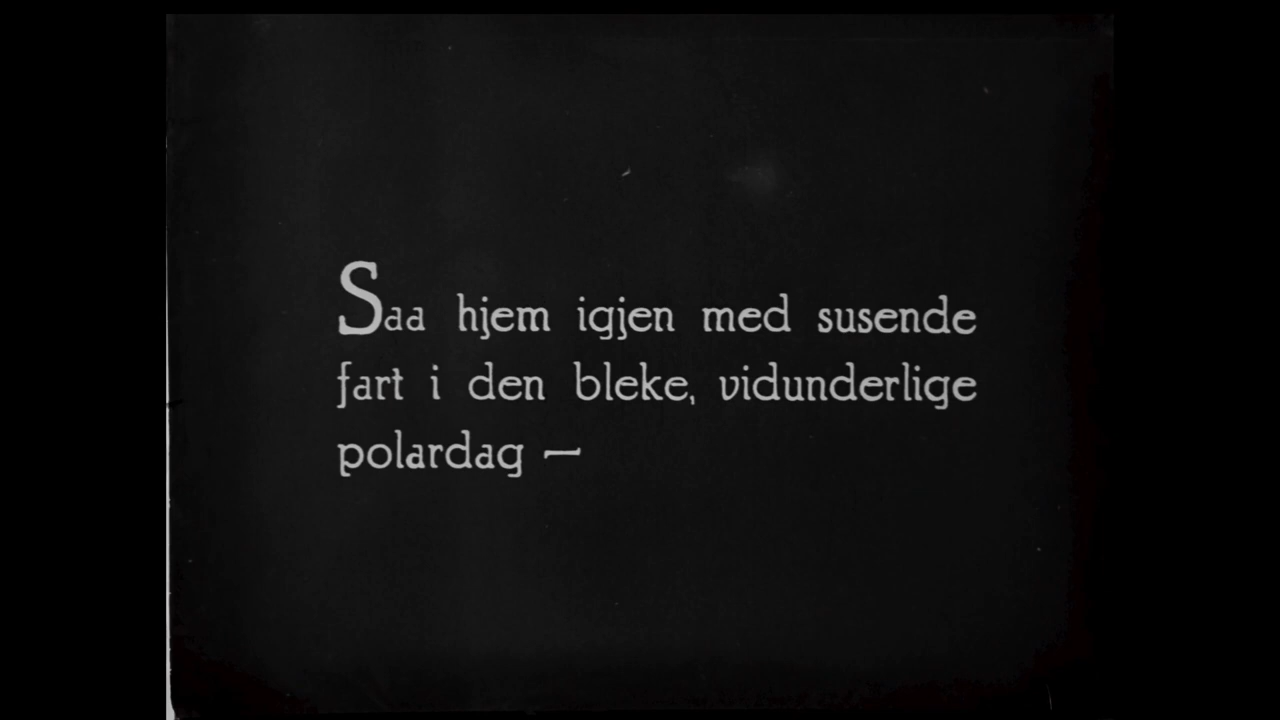 Saa hjem igjen med susende
fart i den bleke, vidunderlige
polardag —